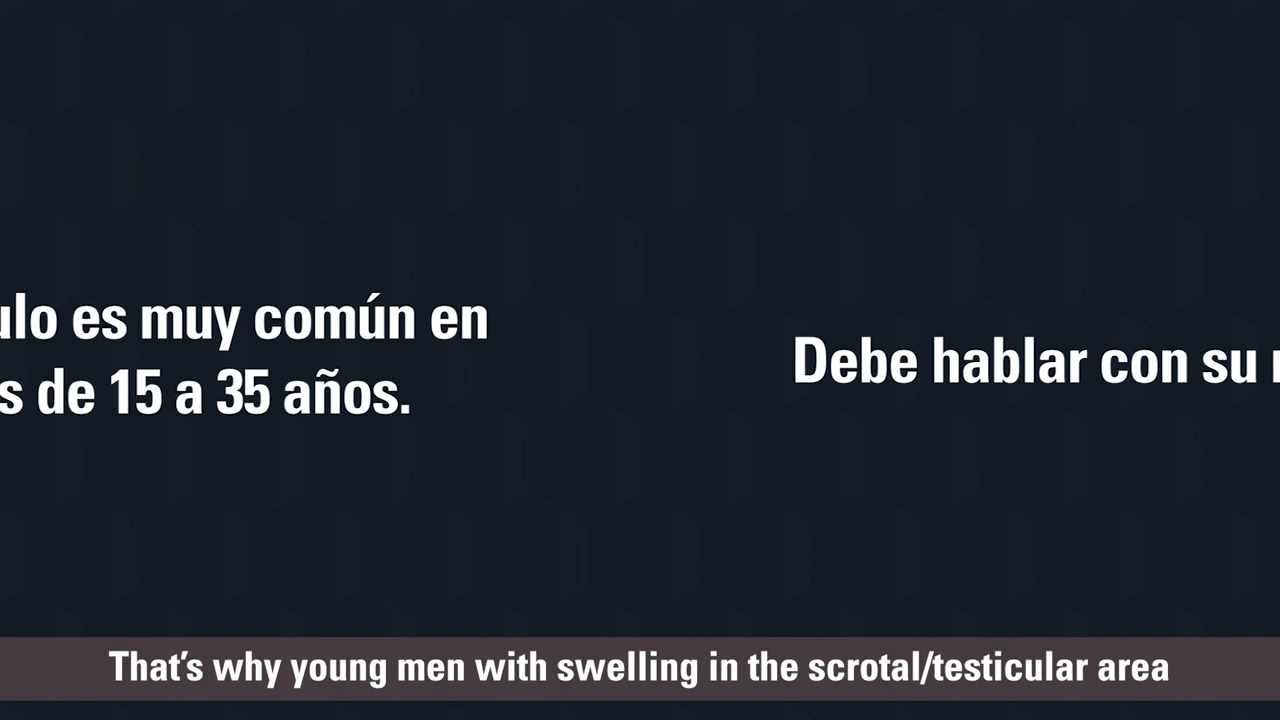 ulo es muy común en
s de 15 a 35 años.
Debe hablar con su
That's why young men with swelling in the scrotal/testicular area